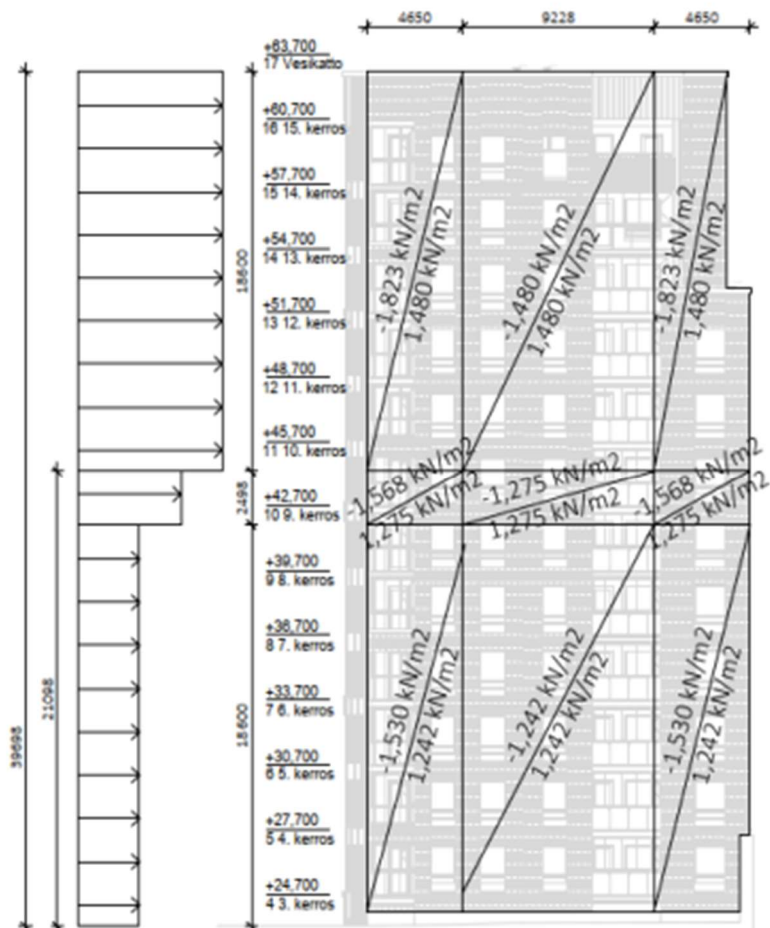 4650 9228 4650
+63,700
17 Vesikatto
+60,700
16 15. kerros
+57,700
15 14. kerros
+54,700
14 13. kerros
+51,700
13 12. kerros
+48,700
12 11. kerros
+45,700
11 10. kerros
+42,700
10 9. kerros
+39,700
9 8. kerros
+36,700
8 7. kerros
+33,700
7 6. kerros
+30,700
6 5. kerros
+27,700
5 4. kerros
+24,700
4 3. kerros
39698
21098
18600
2498
18600
-1,823 kN/m2
1,480 kN/m2
-1,480 kN/m2
1,480 kN/m2
-1,823 kN/m2
1,480 kN/m2
-1,568 kN/m2
1,275 kN/m2
-1,275 kN/m2
1,275 kN/m2
-1,568 kN/m2
1,275 kN/m2
-1,530 kN/m2
1,242 kN/m2
-1,242 kN/m2
1,242 kN/m2
-1,530 kN/m2
1,242 kN/m2